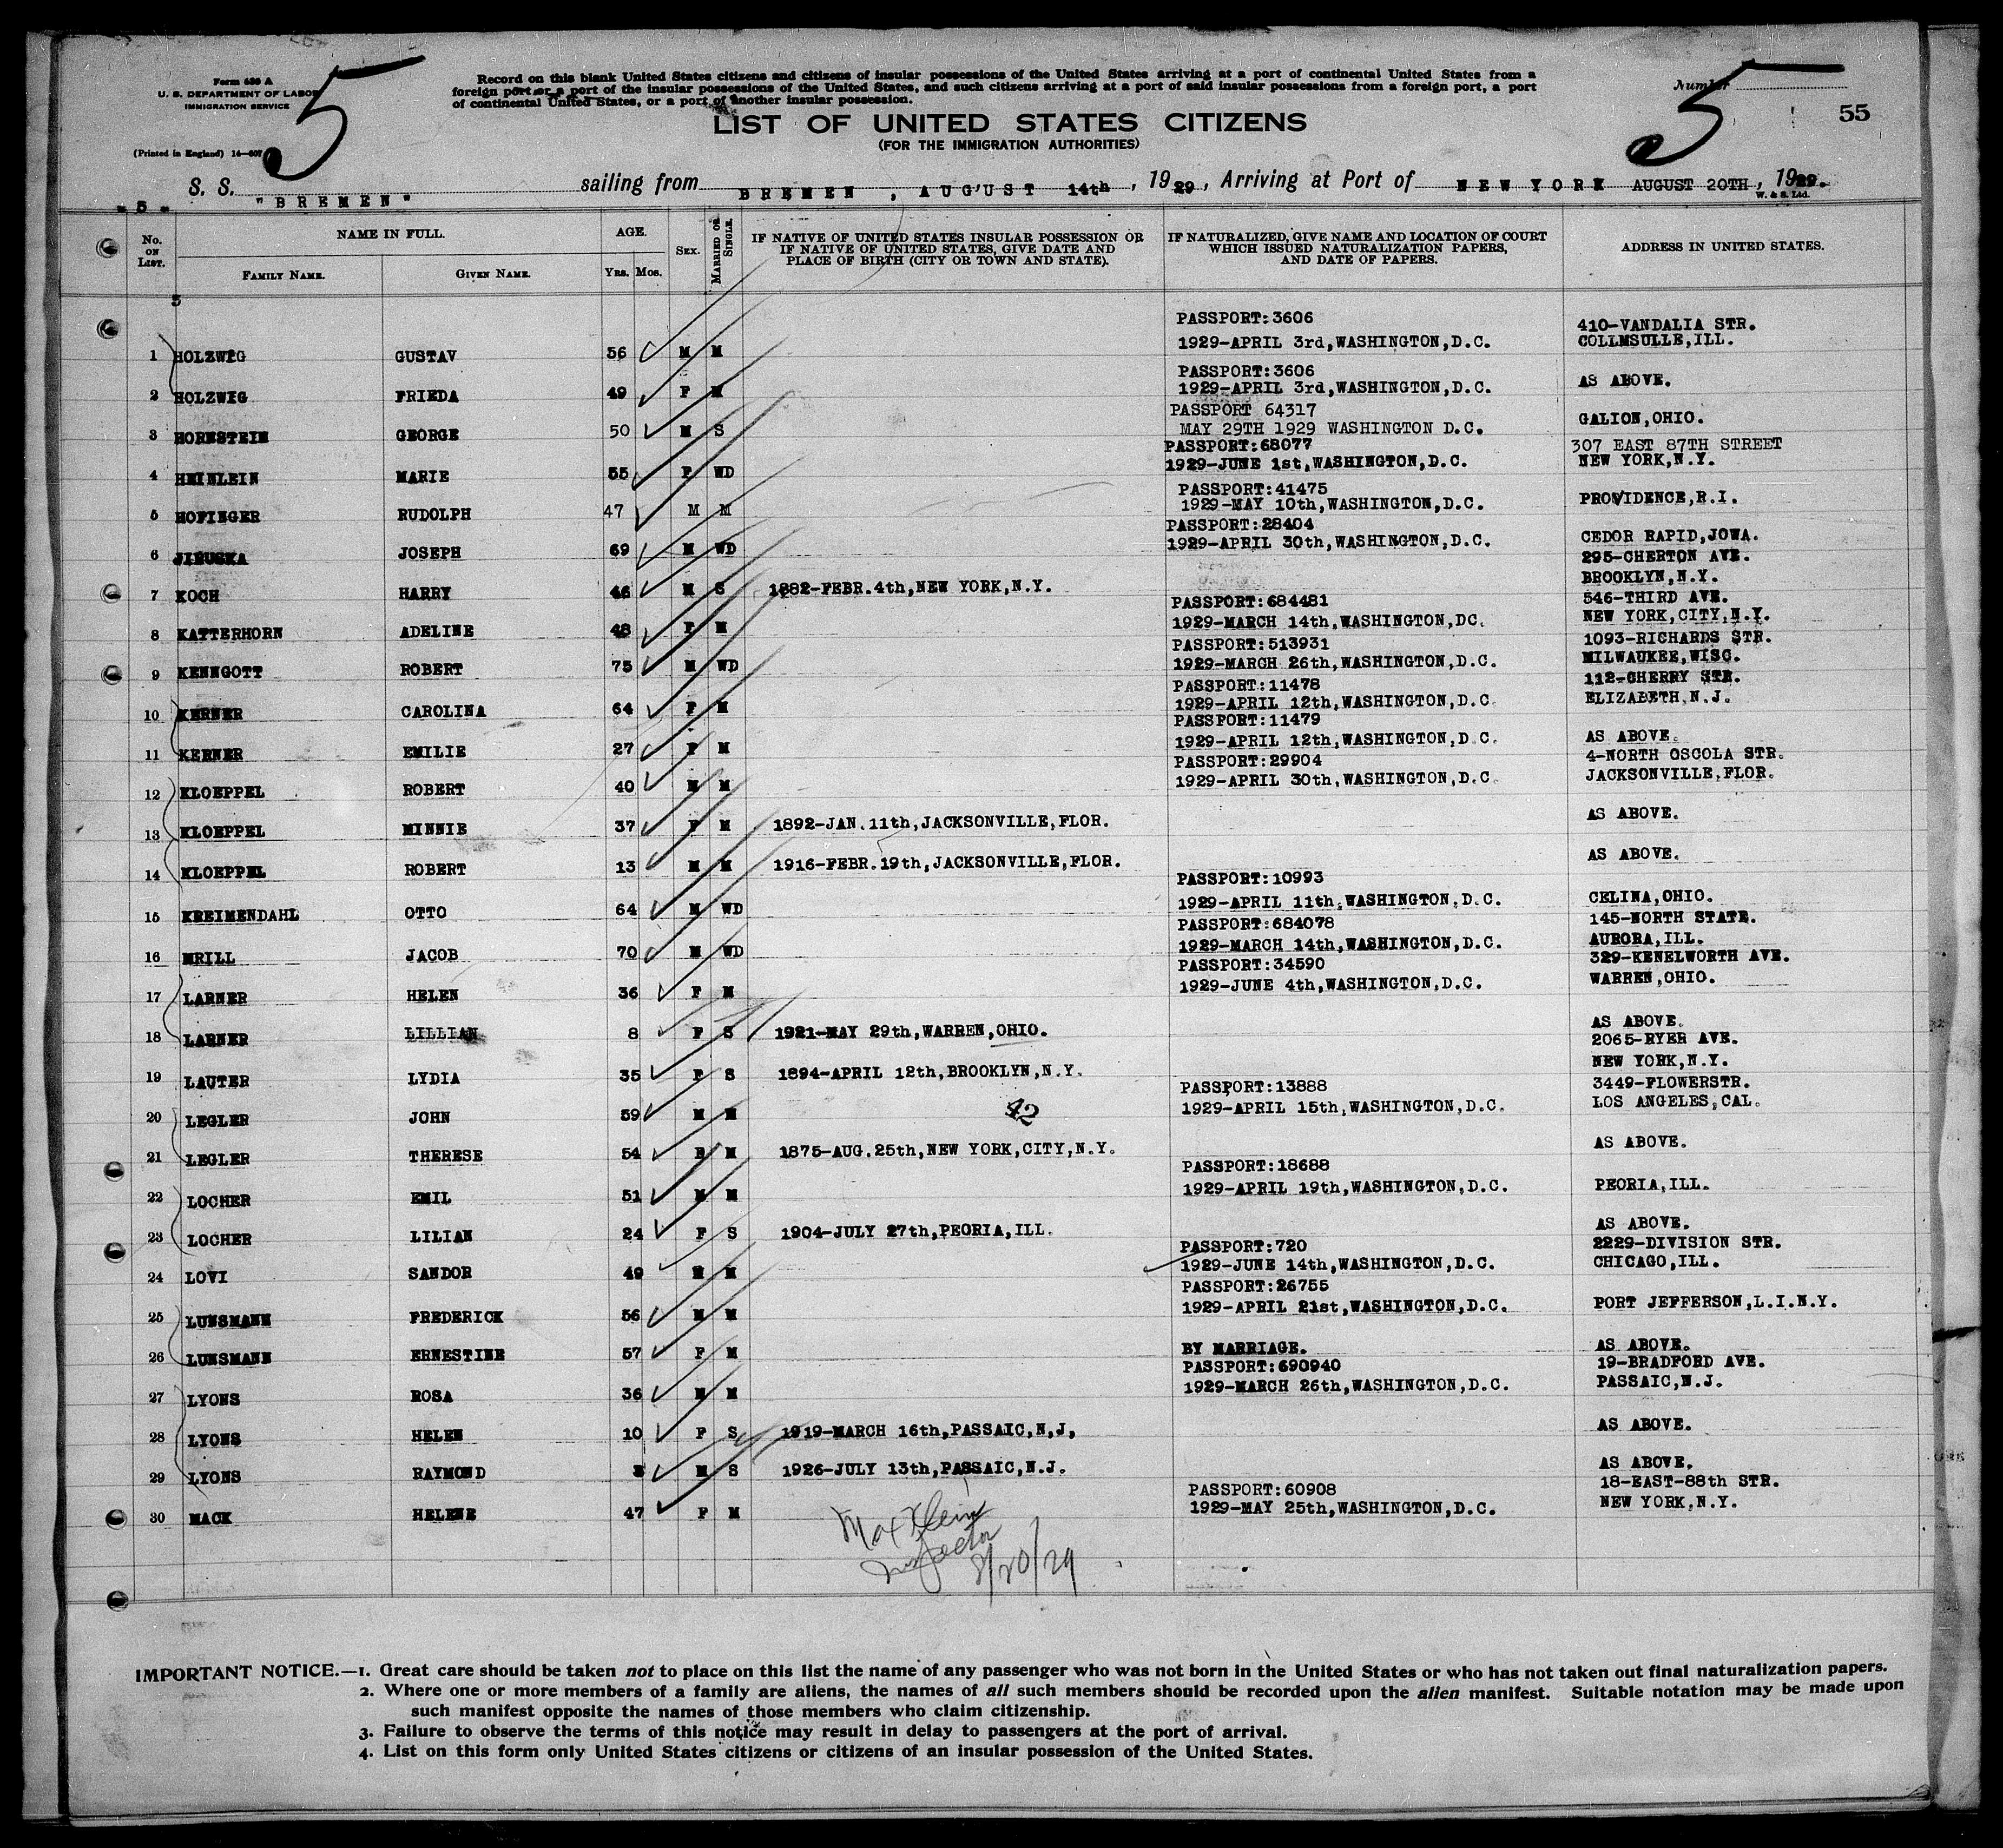 Form 630 A
U. S. DEPARTMENT OF LABOR
IMMIGRATION SERVICE
(Printed in England) 14—607
5
Record on this blank United States citizens and citizens of insular possessions of the United States arriving at a port of continental United States from a
foreign port or a port of the insular possessions of the United States, and such citizens arriving at a port of said insular possessions from a foreign port, a port
of continental United States, or a port of another insular possession.
Number
5
55
LIST OF UNITED STATES CITIZENS
(FOR THE IMMIGRATION AUTHORITIES)
S. S. "BREMEN" sailing from BREMEN , AUGUST 14th , 1929, Arriving at Port of NEW YORK AUGUST 20TH, 1929.
W. & S. Ltd.
- 5 -
No. ON LIST. NAME IN FULL. AGE. SEX. MARRIED OR SINGLE. IF NATIVE OF UNITED STATES INSULAR POSSESSION OR IF NATIVE OF UNITED STATES, GIVE DATE AND PLACE OF BIRTH (CITY OR TOWN AND STATE). IF NATURALIZED, GIVE NAME AND LOCATION OF COURT WHICH ISSUED NATURALIZATION PAPERS, AND DATE OF PAPERS. ADDRESS IN UNITED STATES.
FAMILY NAME. GIVEN NAME. YRS. MOS.
5
PASSPORT:3606 410-VANDALIA STR.
1 HOLZWEG GUSTAV 56 M M 1929-APRIL 3rd,WASHINGTON,D.C. COLLMSULLE,ILL.
PASSPORT:3606
2 HOLZWEG FRIEDA 49 F M 1929-APRIL 3rd,WASHINGTON,D.C. AS ABOVE.
PASSPORT 64317
3 HORNSTEIN GEORGE 50 M S MAY 29TH 1929 WASHINGTON D.C. GALION,OHIO.
PASSPORT:68077 307 EAST 87TH STREET
4 HEINLEIN MARIE 55 F WD 1929-JUNE 1st,WASHINGTON,D.C. NEW YORK,N.Y.
PASSPORT:41475
5 HOFINGER RUDOLPH 47 M M 1929-MAY 10th,WASHINGTON,D.C. PROVIDENCE,R.I.
PASSPORT:28404
6 JIRUSKA JOSEPH 69 M WD 1929-APRIL 30th,WASHINGTON,D.C. CEDOR RAPID,JOWA.
295-CHERTON AVE.
7 KOCH HARRY 46 M S 1882-FEBR.4th,NEW YORK,N.Y. BROOKLYN,N.Y.
PASSPORT:684481 546-THIRD AVE.
8 KATTERHORN ADELINE 48 F M 1929-MARCH 14th,WASHINGTON,DC. NEW YORK,CITY,N.Y.
PASSPORT:513931 1093-RICHARDS STR.
9 KENNGOTT ROBERT 75 M WD 1929-MARCH 26th,WASHINGTON,D.C. MILWAUKEE,WISC.
PASSPORT:11478 112-CHERRY STR.
10 KERNER CAROLINA 64 F M 1929-APRIL 12th,WASHINGTON,D.C. ELIZABETH,N.J.
PASSPORT:11479
11 KERNER EMILIE 27 F M 1929-APRIL 12th,WASHINGTON,D.C. AS ABOVE.
PASSPORT:29904 4-NORTH OSCOLA STR.
12 KLOEPPEL ROBERT 40 M M 1929-APRIL 30th,WASHINGTON,D.C. JACKSONVILLE,FLOR.
13 KLOEPPEL MINNIE 37 F M 1892-JAN.11th,JACKSONVILLE,FLOR. AS ABOVE.
14 KLOEPPEL ROBERT 13 M M 1916-FEBR.19th,JACKSONVILLE,FLOR. AS ABOVE.
PASSPORT:10993
15 KREIMENDAHL OTTO 64 M WD 1929-APRIL 11th,WASHINGTON,D.C. CELINA,OHIO.
PASSPORT:684078 145-NORTH STATE.
16 MRILL JACOB 70 M WD 1929-MARCH 14th,WASHINGTON,D.C. AURORA,ILL.
PASSPORT:34590 329-KENELWORTH AVE.
17 LARNER HELEN 36 F M 1929-JUNE 4th,WASHINGTON,D.C. WARREN,OHIO.
18 LARNER LILLIAN 8 F S 1921-MAY 29th,WARREN,OHIO. AS ABOVE.
2065-RYER AVE.
19 LAUTER LYDIA 35 F S 1894-APRIL 12th,BROOKLYN,N.Y. NEW YORK,N.Y.
PASSPORT:13888 3449-FLOWERSTR.
20 LEGLER JOHN 59 M M 42 1929-APRIL 15th,WASHINGTON,D.C. LOS ANGELES,CAL.
21 LEGLER THERESE 54 F M 1875-AUG.25th,NEW YORK,CITY,N.Y. AS ABOVE.
PASSPORT:18688
22 LOCHER EMIL 51 M M 1929-APRIL 19th,WASHINGTON,D.C. PEORIA,ILL.
23 LOCHER LILIAN 24 F S 1904-JULY 27th,PEORIA,ILL. AS ABOVE.
PASSPORT:720 2229-DIVISION STR.
24 LOVI SANDOR 49 M M 1929-JUNE 14th,WASHINGTON,D.C. CHICAGO,ILL.
PASSPORT:26755
25 LUNSMANN FREDERICK 56 M M 1929-APRIL 21st,WASHINGTON,D.C. PORT JEFFERSON,L.I.N.Y.
26 LUNSMANN ERNESTINE 57 F M BY MARRIAGE. AS ABOVE.
PASSPORT:690940 19-BRADFORD AVE.
27 LYONS ROSA 36 M M 1929-MARCH 26th,WASHINGTON,D.C. PASSAIC,N.J.
28 LYONS HELEN 10 F S 1919-MARCH 16th,PASSAIC,N,J, AS ABOVE.
29 LYONS RAYMOND 3 M S 1926-JULY 13th,PASSAIC,N.J. AS ABOVE.
PASSPORT:60908 18-EAST-88th STR.
30 MACK HELENE 47 F M 1929-MAY 25th,WASHINGTON,D.C. NEW YORK,N.Y.
Max Klein
Inspector
8/20/29
IMPORTANT NOTICE.—1. Great care should be taken not to place on this list the name of any passenger who was not born in the United States or who has not taken out final naturalization papers.
2. Where one or more members of a family are aliens, the names of all such members should be recorded upon the alien manifest. Suitable notation may be made upon
such manifest opposite the names of those members who claim citizenship.
3. Failure to observe the terms of this notice may result in delay to passengers at the port of arrival.
4. List on this form only United States citizens or citizens of an insular possession of the United States.